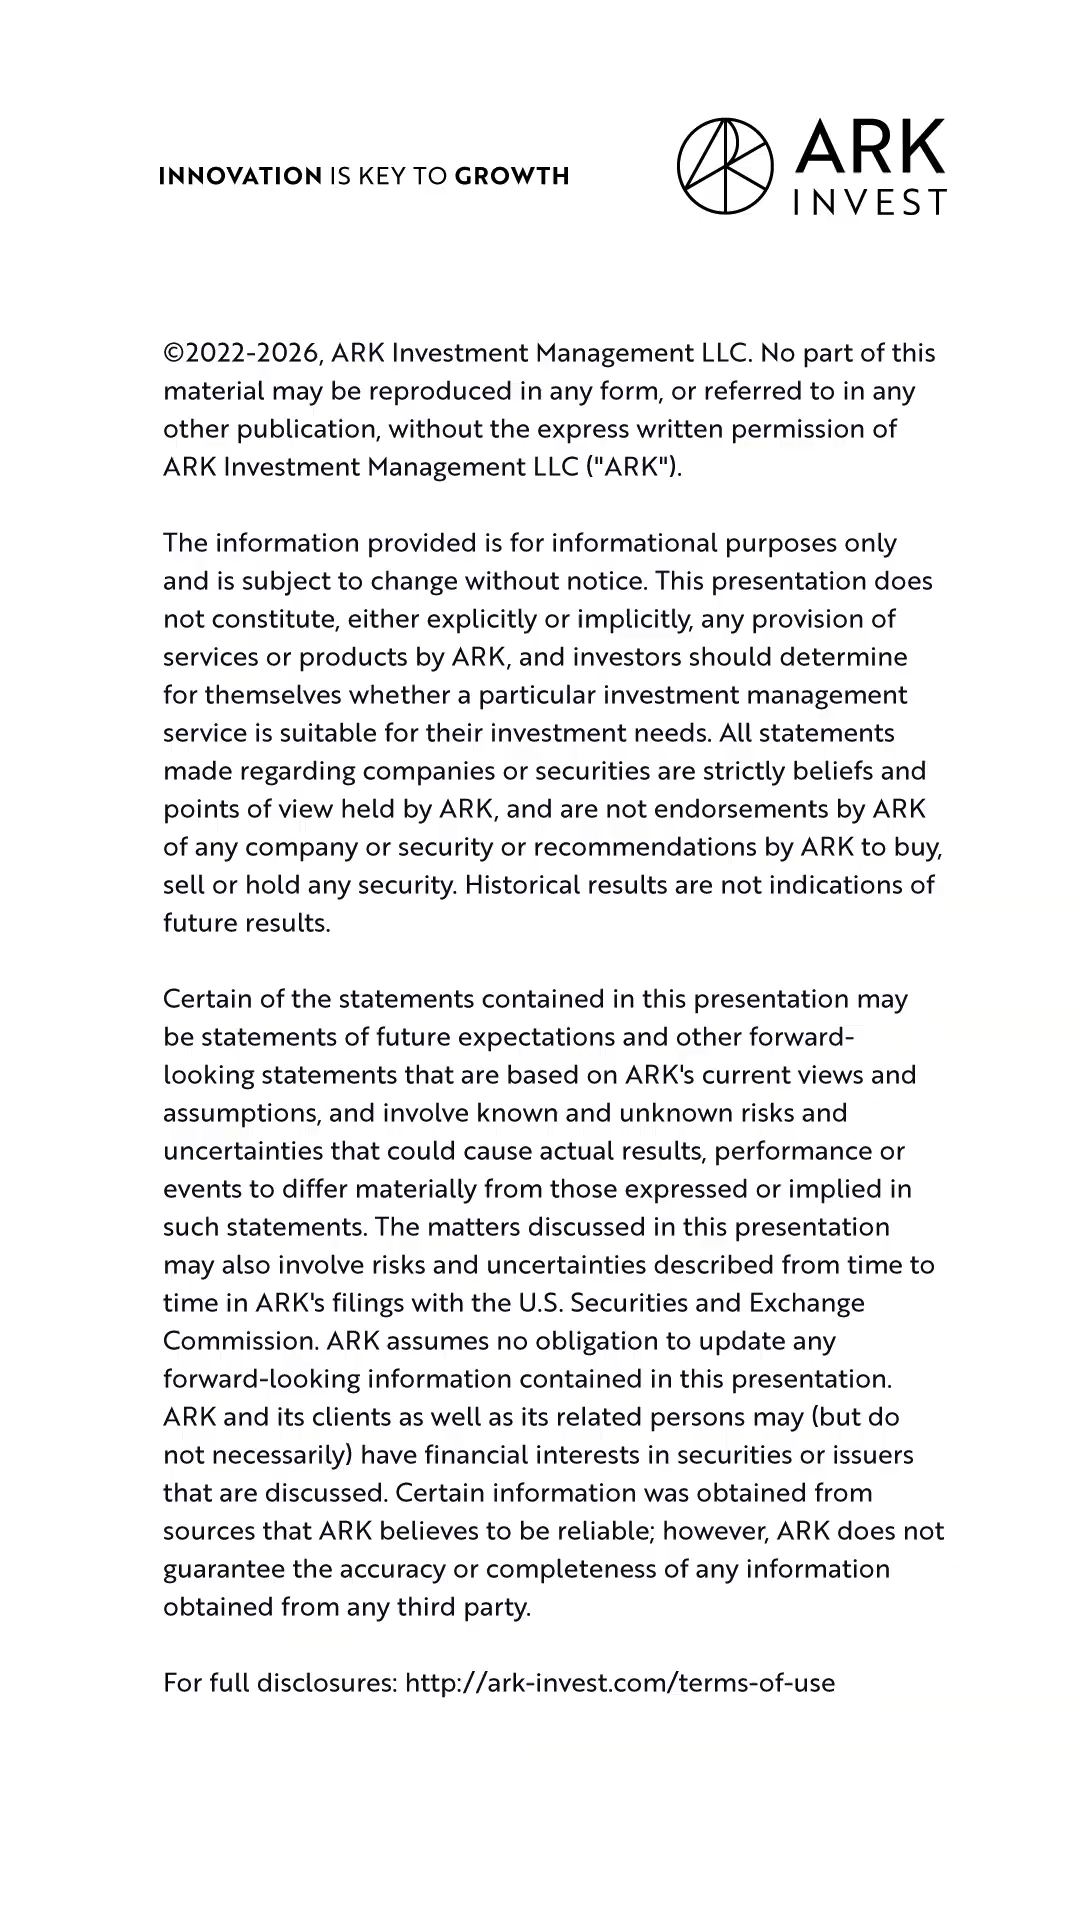 INNOVATION IS KEY TO GROWTH
ARK
INVEST
©2022-2026, ARK Investment Management LLC. No part of this
material may be reproduced in any form, or referred to in any
other publication, without the express written permission of
ARK Investment Management LLC ("ARK").
The information provided is for informational purposes only
and is subject to change without notice. This presentation does
not constitute, either explicitly or implicitly, any provision of
services or products by ARK, and investors should determine
for themselves whether a particular investment management
service is suitable for their investment needs. All statements
made regarding companies or securities are strictly beliefs and
points of view held by ARK, and are not endorsements by ARK
of any company or security or recommendations by ARK to buy,
sell or hold any security. Historical results are not indications of
future results.
Certain of the statements contained in this presentation may
be statements of future expectations and other forward-
looking statements that are based on ARK's current views and
assumptions, and involve known and unknown risks and
uncertainties that could cause actual results, performance or
events to differ materially from those expressed or implied in
such statements. The matters discussed in this presentation
may also involve risks and uncertainties described from time to
time in ARK's filings with the U.S. Securities and Exchange
Commission. ARK assumes no obligation to update any
forward-looking information contained in this presentation.
ARK and its clients as well as its related persons may (but do
not necessarily) have financial interests in securities or issuers
that are discussed. Certain information was obtained from
sources that ARK believes to be reliable; however, ARK does not
guarantee the accuracy or completeness of any information
obtained from any third party.
For full disclosures: http://ark-invest.com/terms-of-use